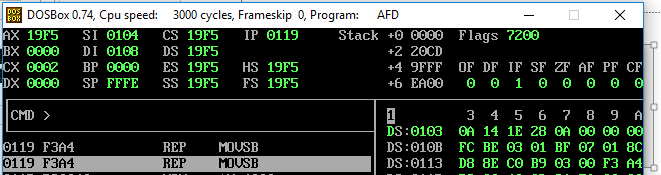 DOSBox 0.74, Cpu speed: 3000 cycles, Frameskip 0, Program: AFD
AX 19F5 SI 0104 CS 19F5 IP 0119 Stack +0 0000 Flags 7200
BX 0000 DI 0108 DS 19F5 +2 20CD
CX 0002 BP 0000 ES 19F5 HS 19F5 +4 9FFF OF DF IF SF ZF AF PF CF
DX 0000 SP FFFE SS 19F5 FS 19F5 +6 EA00 0 0 1 0 0 0 0 0
CMD > 1 3 4 5 6 7 8 9 A
DS:0103 0A 14 1E 28 0A 00 00 00
0119 F3A4 REP MOVSB DS:010B FC BE 03 01 BF 07 01 8C
0119 F3A4 REP MOVSB DS:0113 D8 8E C0 B9 03 00 F3 A4